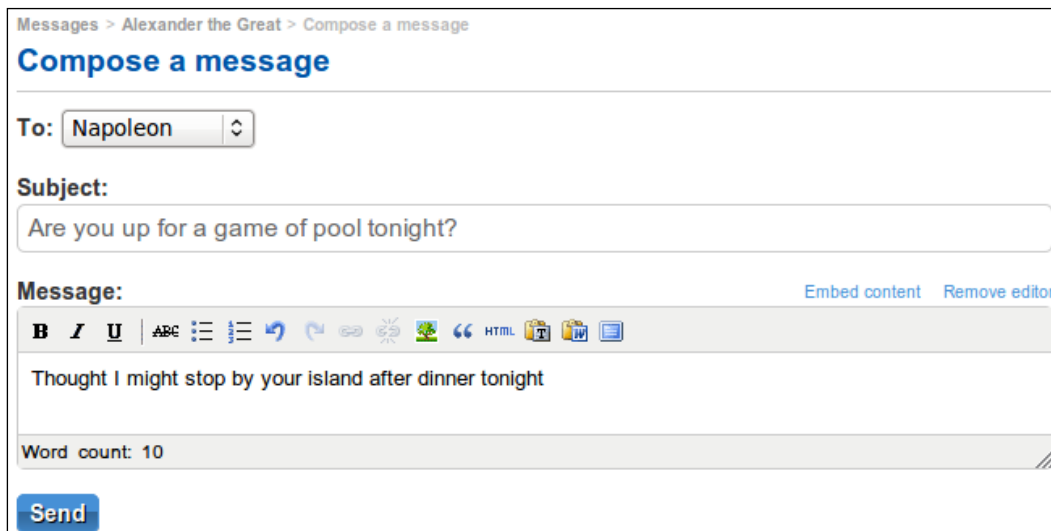 Messages > Alexander the Great > Compose a message
Compose a message
To: Napoleon
Subject:
Are you up for a game of pool tonight?
Message: Embed content Remove editor
B I U ABC HTML T W
Thought I might stop by your island after dinner tonight
Word count: 10
Send